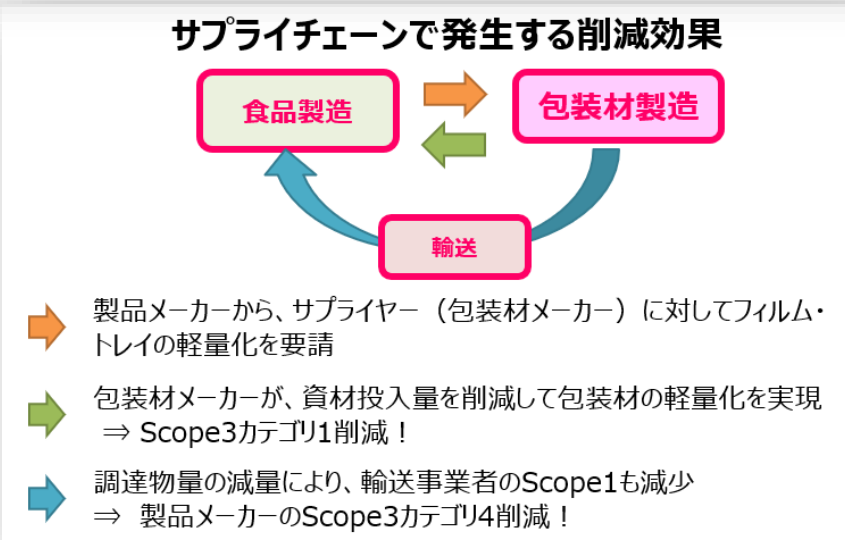 サプライチェーンで発生する削減効果
食品製造
包装材製造
輸送
製品メーカーから、サプライヤー（包装材メーカー）に対してフィルム・
トレイの軽量化を要請
包装材メーカーが、資材投入量を削減して包装材の軽量化を実現
⇒ Scope3カテゴリ1削減！
調達物量の減量により、輸送事業者のScope1も減少
⇒ 製品メーカーのScope3カテゴリ4削減！